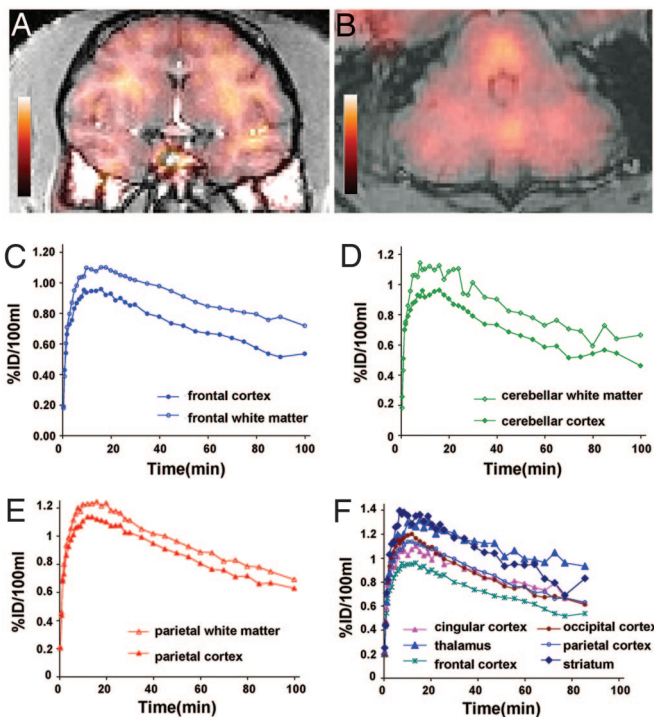 A
B
C
1.20
1.00
0.80
0.60
0.40
0.20
0.00
%ID/100ml
0 20 40 60 80 100
Time(min)
frontal cortex
frontal white matter
D
1.2
1
0.8
0.6
0.4
0.2
0
%ID/100ml
0 20 40 60 80 100
Time(min)
cerebellar white matter
cerebellar cortex
E
1.2
1
0.8
0.6
0.4
0.2
0
%ID/100ml
0 20 40 60 80 100
Time(min)
parietal white matter
parietal cortex
F
1.4
1.2
1
0.8
0.6
0.4
0.2
0
%ID/100ml
0 20 40 60 80 100
Time(min)
cingular cortex occipital cortex
thalamus parietal cortex
frontal cortex striatum